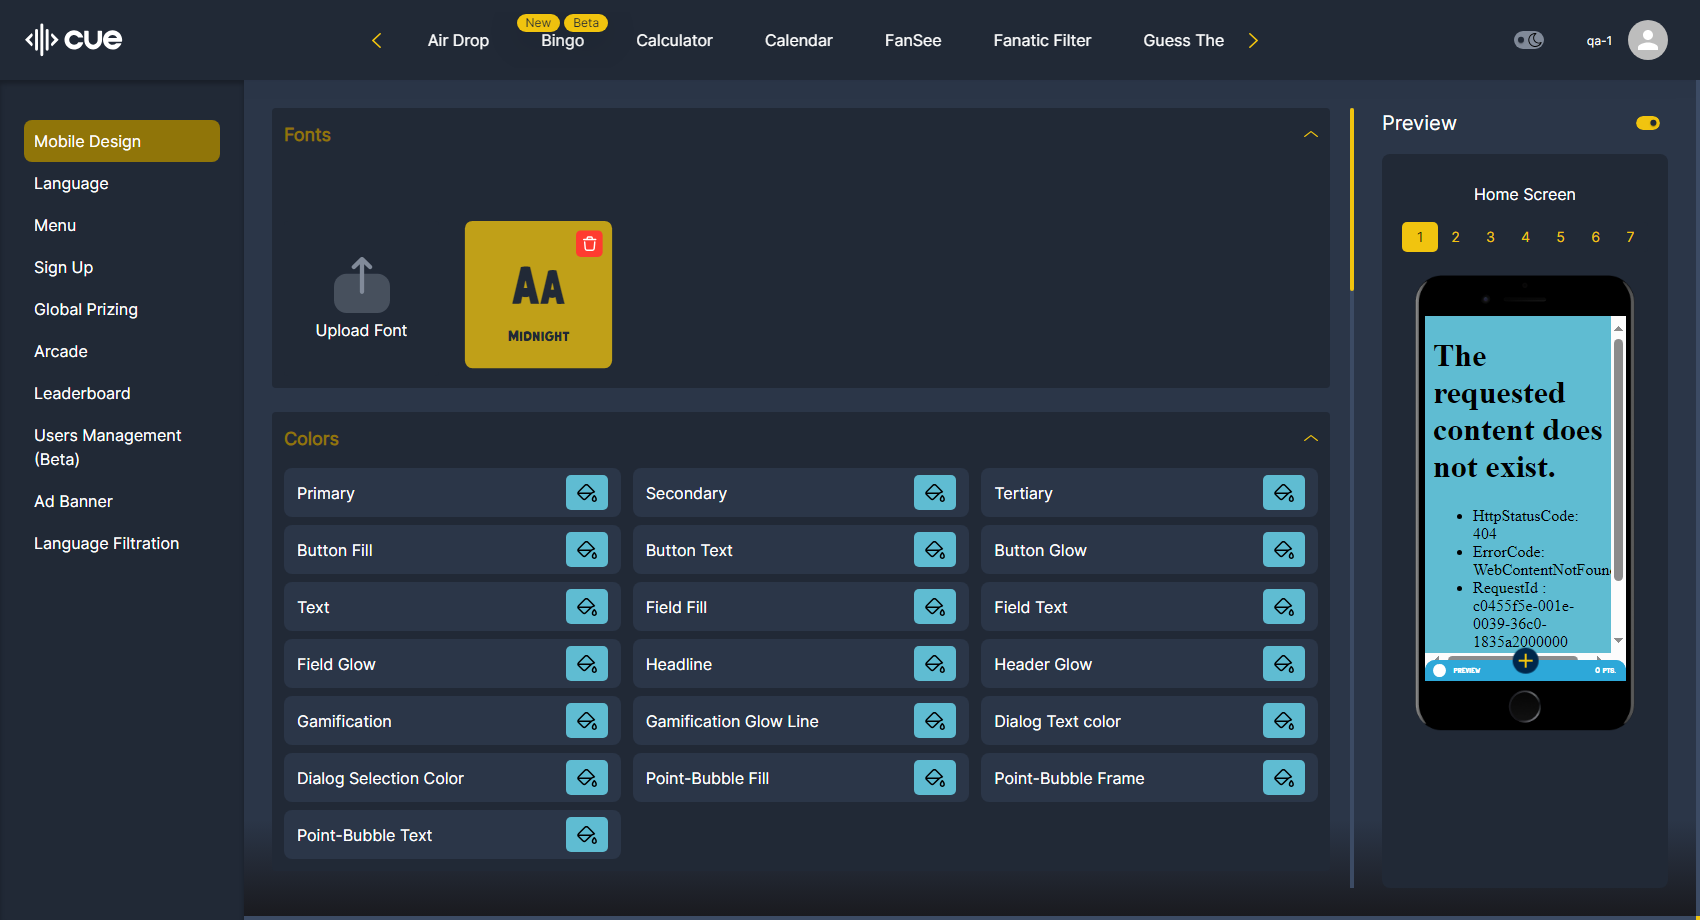 cue
Air Drop
New
Beta
Bingo
Calculator
Calendar
FanSee
Fanatic Filter
Guess The
qa-1
Mobile Design
Language
Menu
Sign Up
Global Prizing
Arcade
Leaderboard
Users Management
(Beta)
Ad Banner
Language Filtration
Fonts
Upload Font
AA
MIDNIGHT
Colors
Primary
Secondary
Tertiary
Button Fill
Button Text
Button Glow
Text
Field Fill
Field Text
Field Glow
Headline
Header Glow
Gamification
Gamification Glow Line
Dialog Text color
Dialog Selection Color
Point-Bubble Fill
Point-Bubble Frame
Point-Bubble Text
Preview
Home Screen
1 2 3 4 5 6 7
The
requested
content does
not exist.
• HttpStatusCode:
404
• ErrorCode:
WebContentNotFoun
• RequestId :
c0455f5e-001e-
0039-36c0-
1835a2000000
PREVIEW
0 PTS.